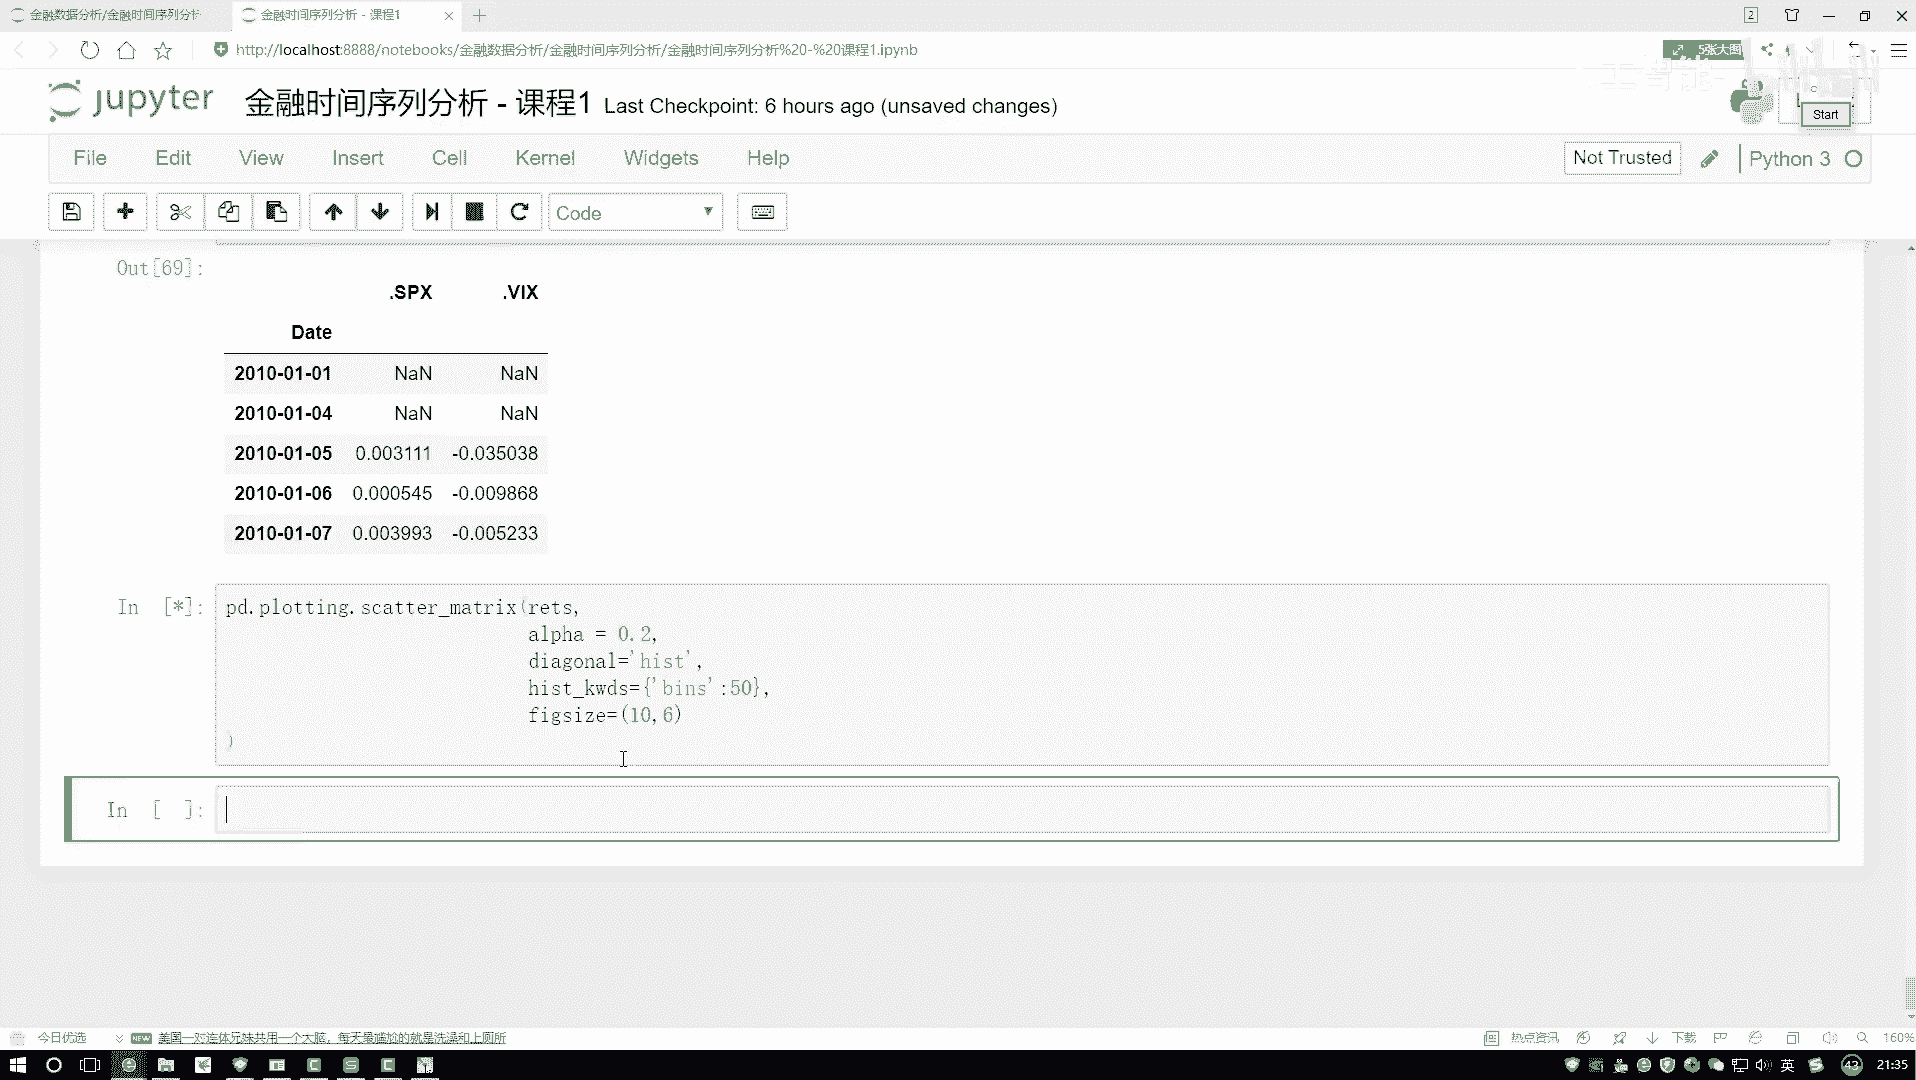 金融数据分析/金融时间序列分析
金融时间序列分析 - 课程1
2
http://localhost:8888/notebooks/金融数据分析/金融时间序列分析/金融时间序列分析%20-%20课程1.ipynb
5张大图
jupyter 金融时间序列分析 - 课程1 Last Checkpoint: 6 hours ago (unsaved changes)
Start
File Edit View Insert Cell Kernel Widgets Help
Not Trusted
Python 3
Code
Out[69]:
.SPX .VIX
Date
2010-01-01 NaN NaN
2010-01-04 NaN NaN
2010-01-05 0.003111 -0.035038
2010-01-06 0.000545 -0.009868
2010-01-07 0.003993 -0.005233
In [*]: pd.plotting.scatter_matrix(rets,
alpha = 0.2,
diagonal='hist',
hist_kwds={'bins':50},
figsize=(10,6)
)
In [ ]:
今日优选
NEW
美国一对连体兄妹共用一个大脑，每天最尴尬的就是洗澡和上厕所
热点资讯
下载
160%
英
43
21:35